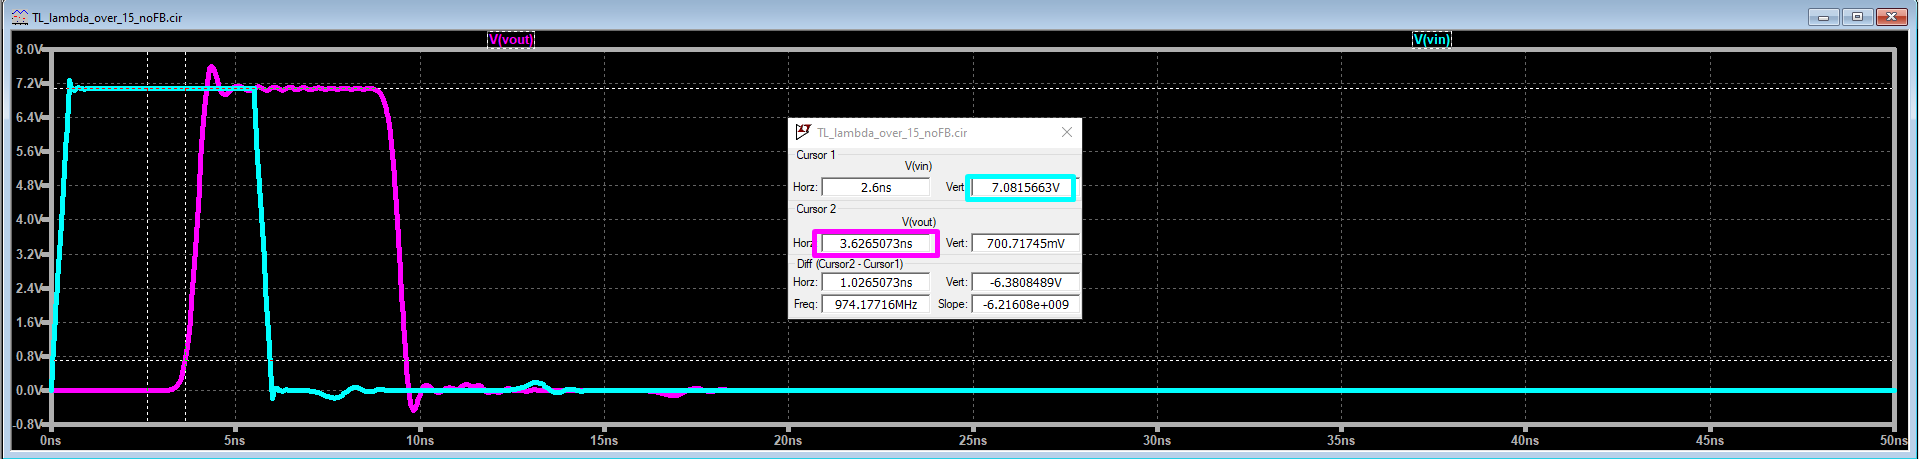 TL_lambda_over_15_noFB.cir
V(vout) V(vin)
8.0V
7.2V
6.4V
5.6V
4.8V
4.0V
3.2V
2.4V
1.6V
0.8V
0.0V
-0.8V
0ns 5ns 10ns 15ns 20ns 25ns 30ns 35ns 40ns 45ns 50ns
TL_lambda_over_15_noFB.cir
Cursor 1
V(vin)
Horz: 2.6ns Vert 7.0815663V
Cursor 2
V(vout)
Horz 3.6265073ns Vert: 700.71745mV
Diff (Cursor2 - Cursor1)
Horz: 1.0265073ns Vert: -6.3808489V
Freq: 974.17716MHz Slope: -6.21608e+009